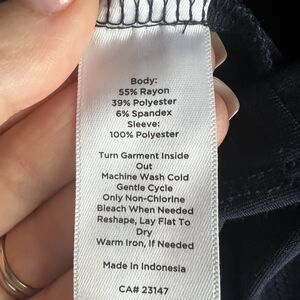 Body:
55% Rayon
39% Polyester
6% Spandex
Sleeve:
100% Polyester
Turn Garment Inside
Out
Machine Wash Cold
Gentle Cycle
Only Non-Chlorine
Bleach When Needed
Reshape, Lay Flat To
Dry
Warm Iron, If Needed
Made in Indonesia
CA# 23147